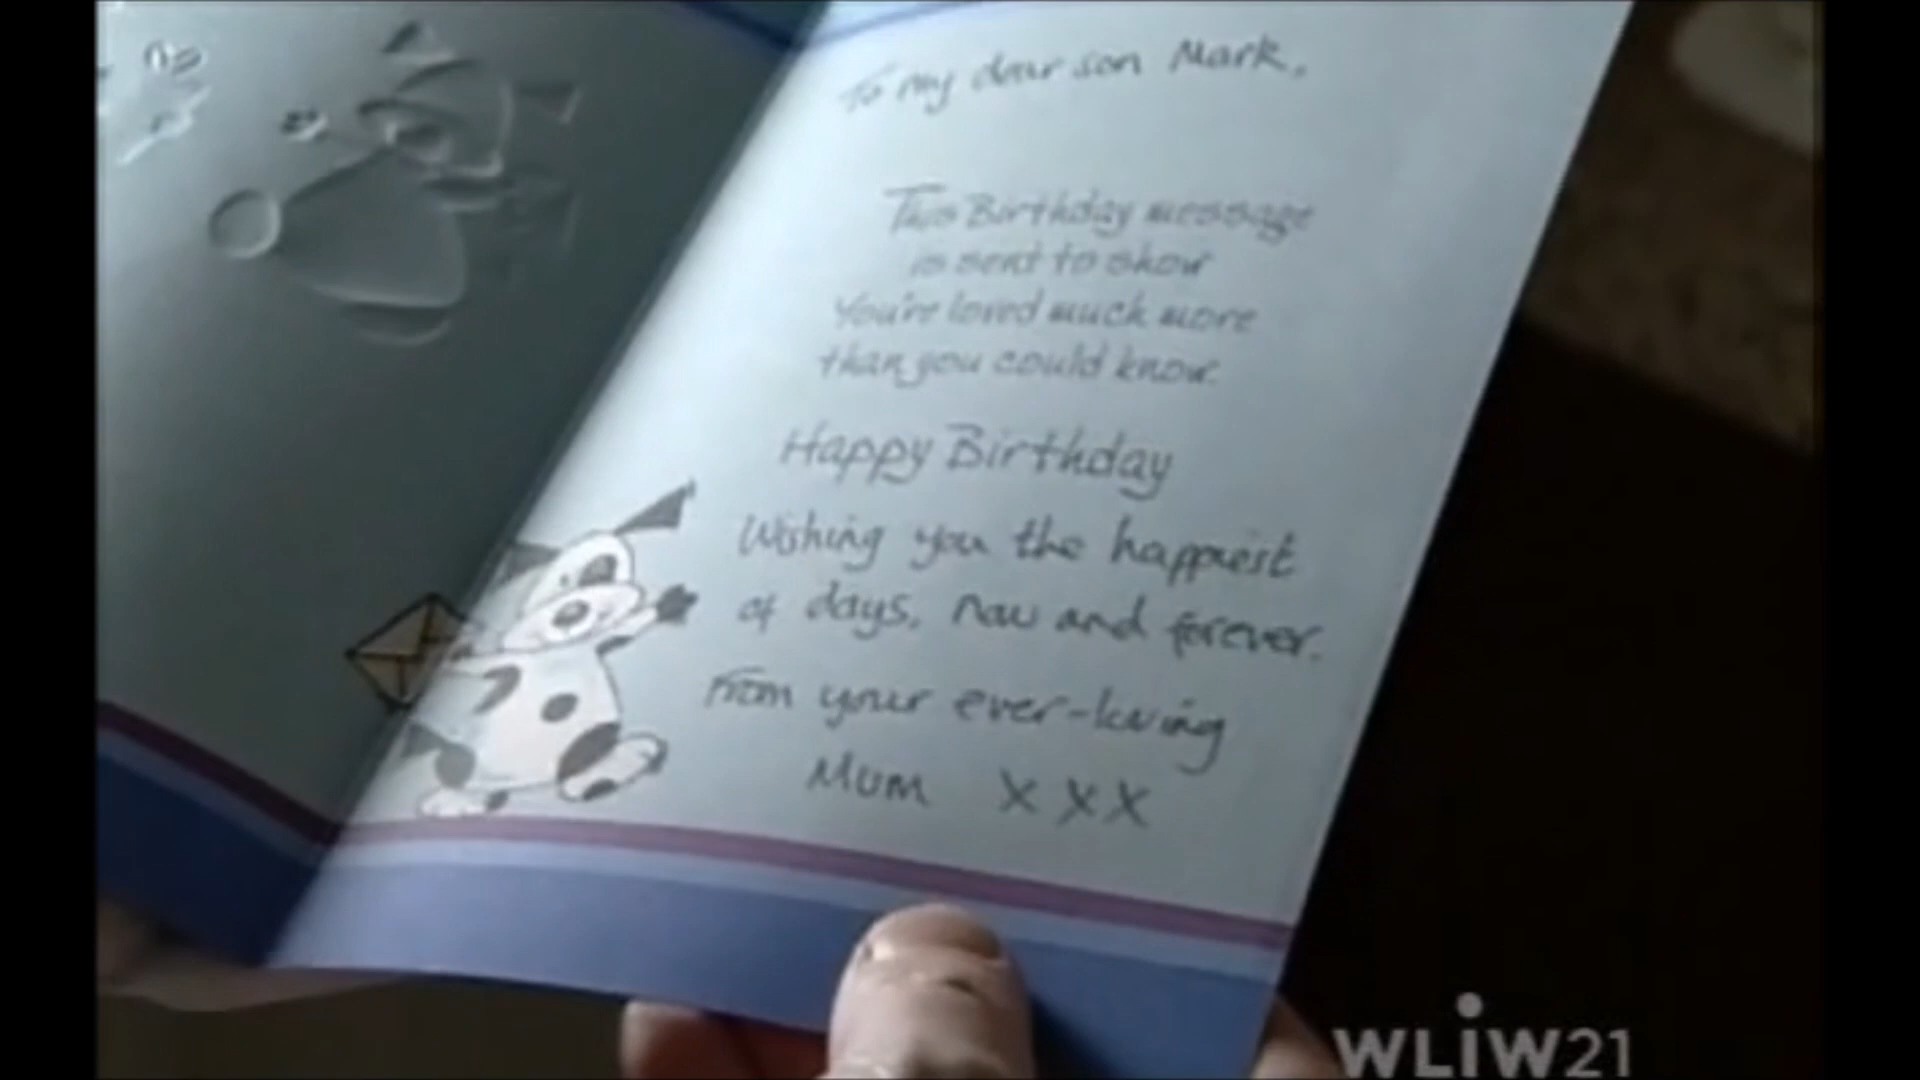 To my dear son Mark,
This Birthday message
is sent to show
You're loved much more
than you could know.
Happy Birthday
Wishing you the happiest
of days, now and forever.
From your ever-loving
Mum XXX
WLIW21